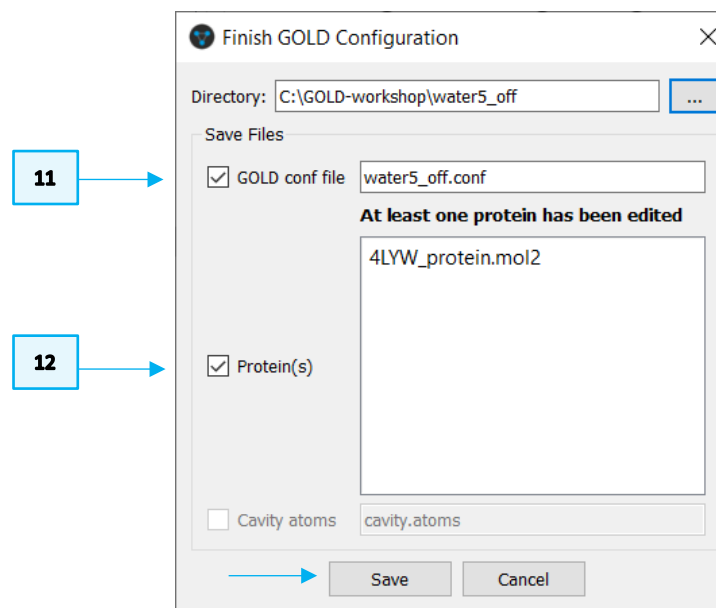 Finish GOLD Configuration
Directory: C:\GOLD-workshop\water5_off ...
Save Files
11
GOLD conf file water5_off.conf
At least one protein has been edited
4LYW_protein.mol2
12
Protein(s)
Cavity atoms cavity.atoms
Save Cancel